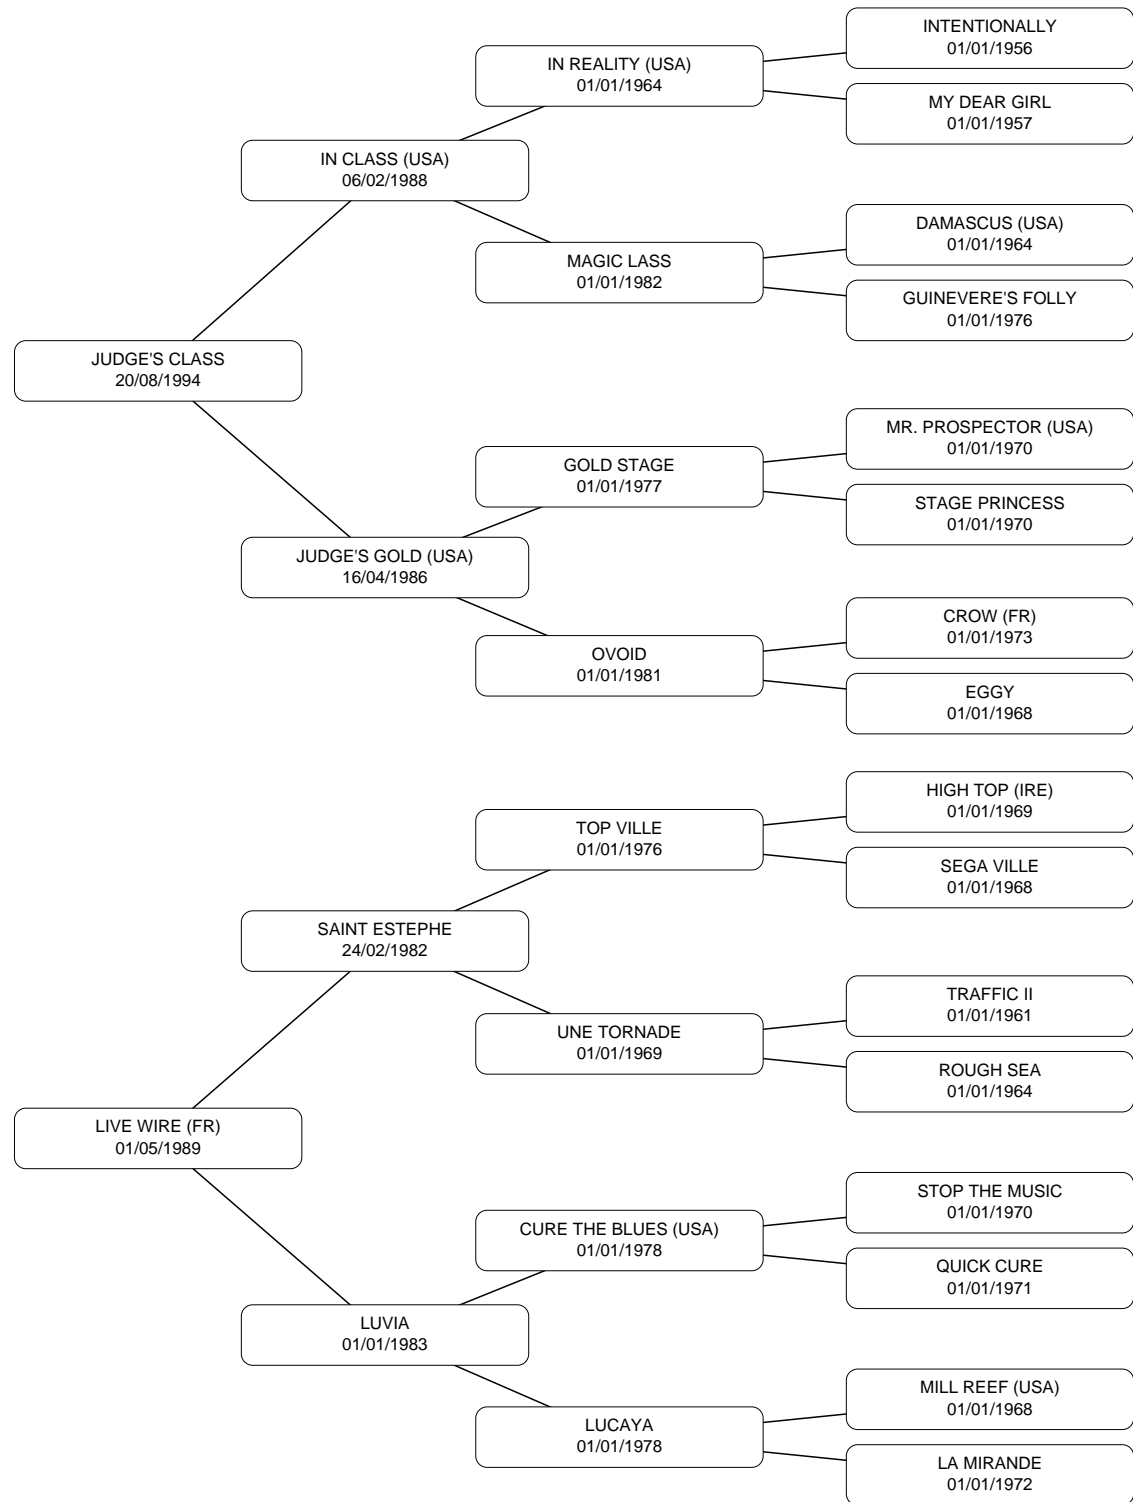 INTENTIONALLY
01/01/1956
IN REALITY (USA)
01/01/1964
MY DEAR GIRL
01/01/1957
IN CLASS (USA)
06/02/1988
DAMASCUS (USA)
01/01/1964
MAGIC LASS
01/01/1982
GUINEVERE'S FOLLY
01/01/1976
JUDGE'S CLASS
20/08/1994
MR. PROSPECTOR (USA)
01/01/1970
GOLD STAGE
01/01/1977
STAGE PRINCESS
01/01/1970
JUDGE'S GOLD (USA)
16/04/1986
CROW (FR)
01/01/1973
OVOID
01/01/1981
EGGY
01/01/1968
HIGH TOP (IRE)
01/01/1969
TOP VILLE
01/01/1976
SEGA VILLE
01/01/1968
SAINT ESTEPHE
24/02/1982
TRAFFIC II
01/01/1961
UNE TORNADE
01/01/1969
ROUGH SEA
01/01/1964
LIVE WIRE (FR)
01/05/1989
STOP THE MUSIC
01/01/1970
CURE THE BLUES (USA)
01/01/1978
QUICK CURE
01/01/1971
LUVIA
01/01/1983
MILL REEF (USA)
01/01/1968
LUCAYA
01/01/1978
LA MIRANDE
01/01/1972